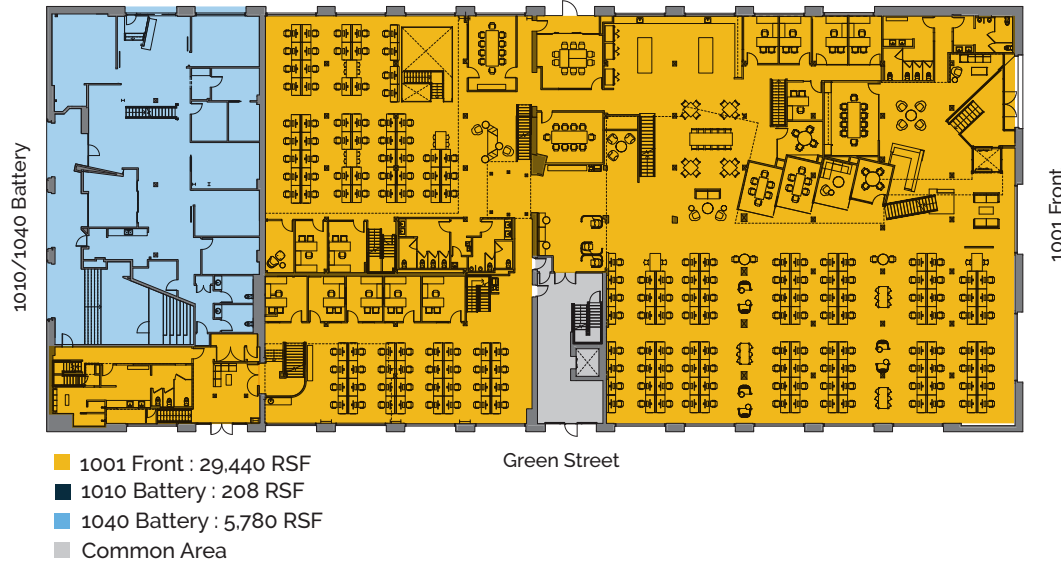 1010/1040 Battery
1001 Front
Green Street
1001 Front : 29,440 RSF
1010 Battery : 208 RSF
1040 Battery : 5,780 RSF
Common Area